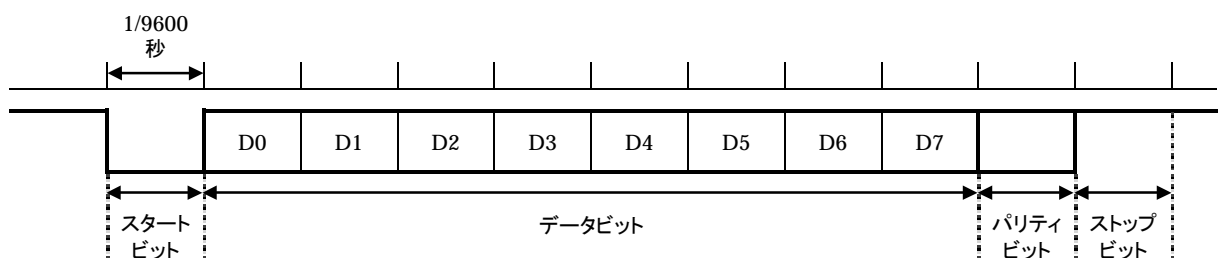 1/9600
秒
D0 D1 D2 D3 D4 D5 D6 D7
スタート
ビット
データビット
パリティ
ビット
ストップ
ビット